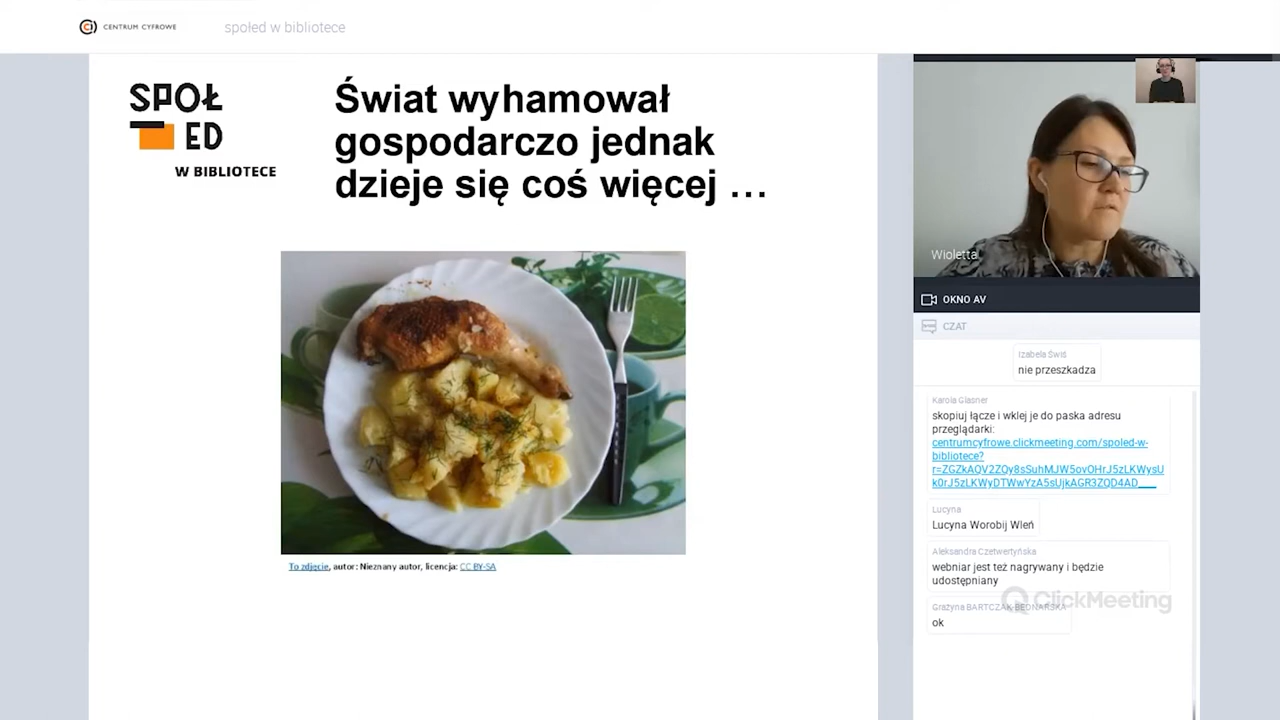 CENTRUM CYFROWE
społed w bibliotece
SPOŁ
ED
W BIBLIOTECE
Świat wyhamował
gospodarczo jednak
dzieje się coś więcej …
To zdjęcie, autor: Nieznany autor, licencja: CC BY-SA
Wioletta
OKNO AV
CZAT
Izabela Świś
nie przeszkadza
Karola Glasner
skopiuj łącze i wklej je do paska adresu
przeglądarki:
centrumcyfrowe.clickmeeting.com/spoled-w-
bibliotece?
r=ZGZkAQV2ZQy8sSuhMJW5ovOHrJ5zLKWysU
k0rJ5zLKWyDTWwYzA5sUjkAGR3ZQD4AD____
Lucyna
Lucyna Worobij Wleń
Aleksandra Czetwertyńska
webniar jest też nagrywany i będzie
udostępniany
ClickMeeting
Grażyna BARTCZAK-BEDNARSKA
ok